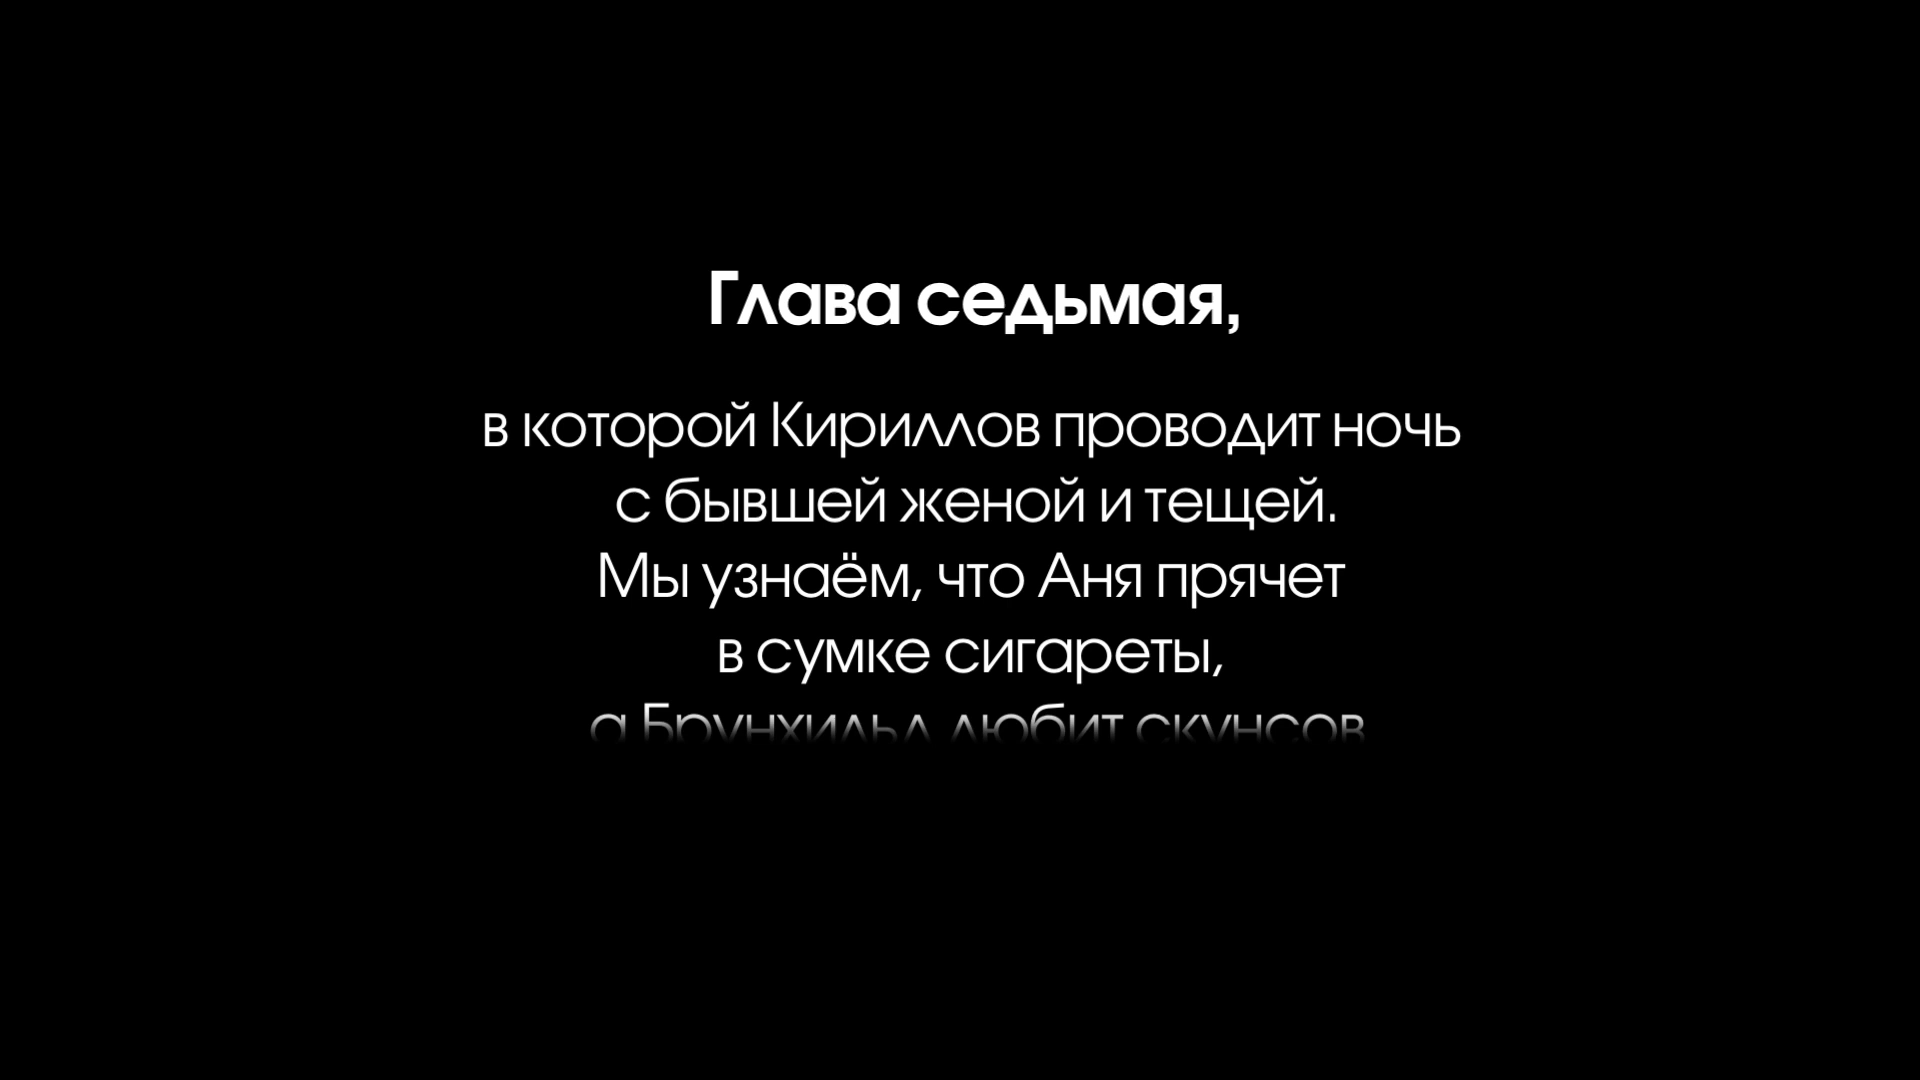 Глава седьмая,
в которой Кириллов проводит ночь
с бывшей женой и тещей.
Мы узнаём, что Аня прячет
в сумке сигареты,
а Брунхильд любит скунсов